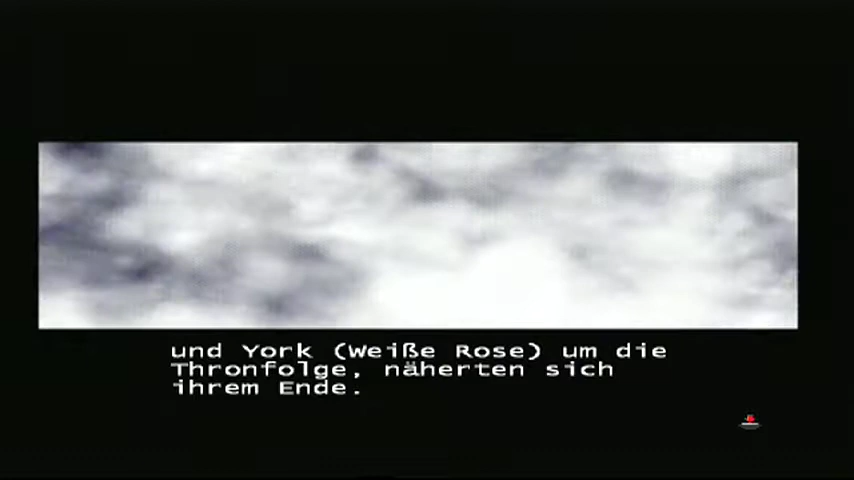 und York (Weiße Rose) um die
Thronfolge, näherten sich
ihrem Ende.